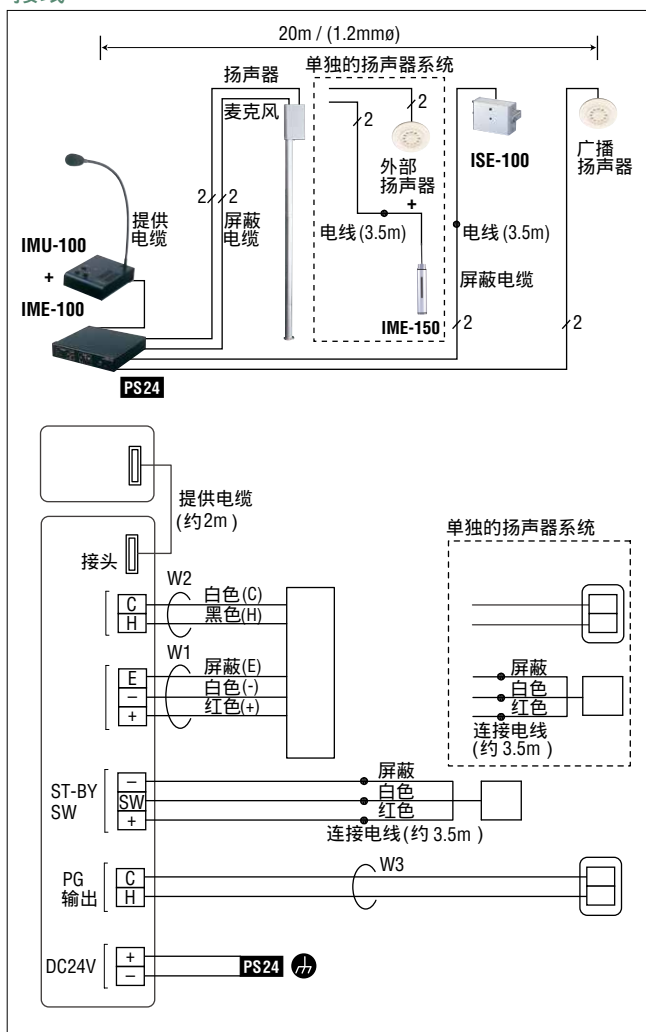 20m / (1.2mmø)
扬声器
单独的扬声器系统
麦克风
2
2
ISE-100
广播
扬声器
外部
扬声器
+
2 2
提供
电缆
屏蔽
电缆
电线(3.5m)
电线(3.5m)
IMU-100
+
IME-100
屏蔽电缆
IME-150
2
2
PS24
提供电缆
(约2m)
接头
单独的扬声器系统
W2
C
白色(C)
H
黑色(H)
W1
E
屏蔽(E)
–
白色(-)
+
红色(+)
屏蔽
白色
红色
连接电线
(约 3.5m)
ST-BY
SW
–
屏蔽
SW
白色
+
红色
连接电线(约 3.5m)
PG
输出
C
H
W3
DC24V
+
–
PS24